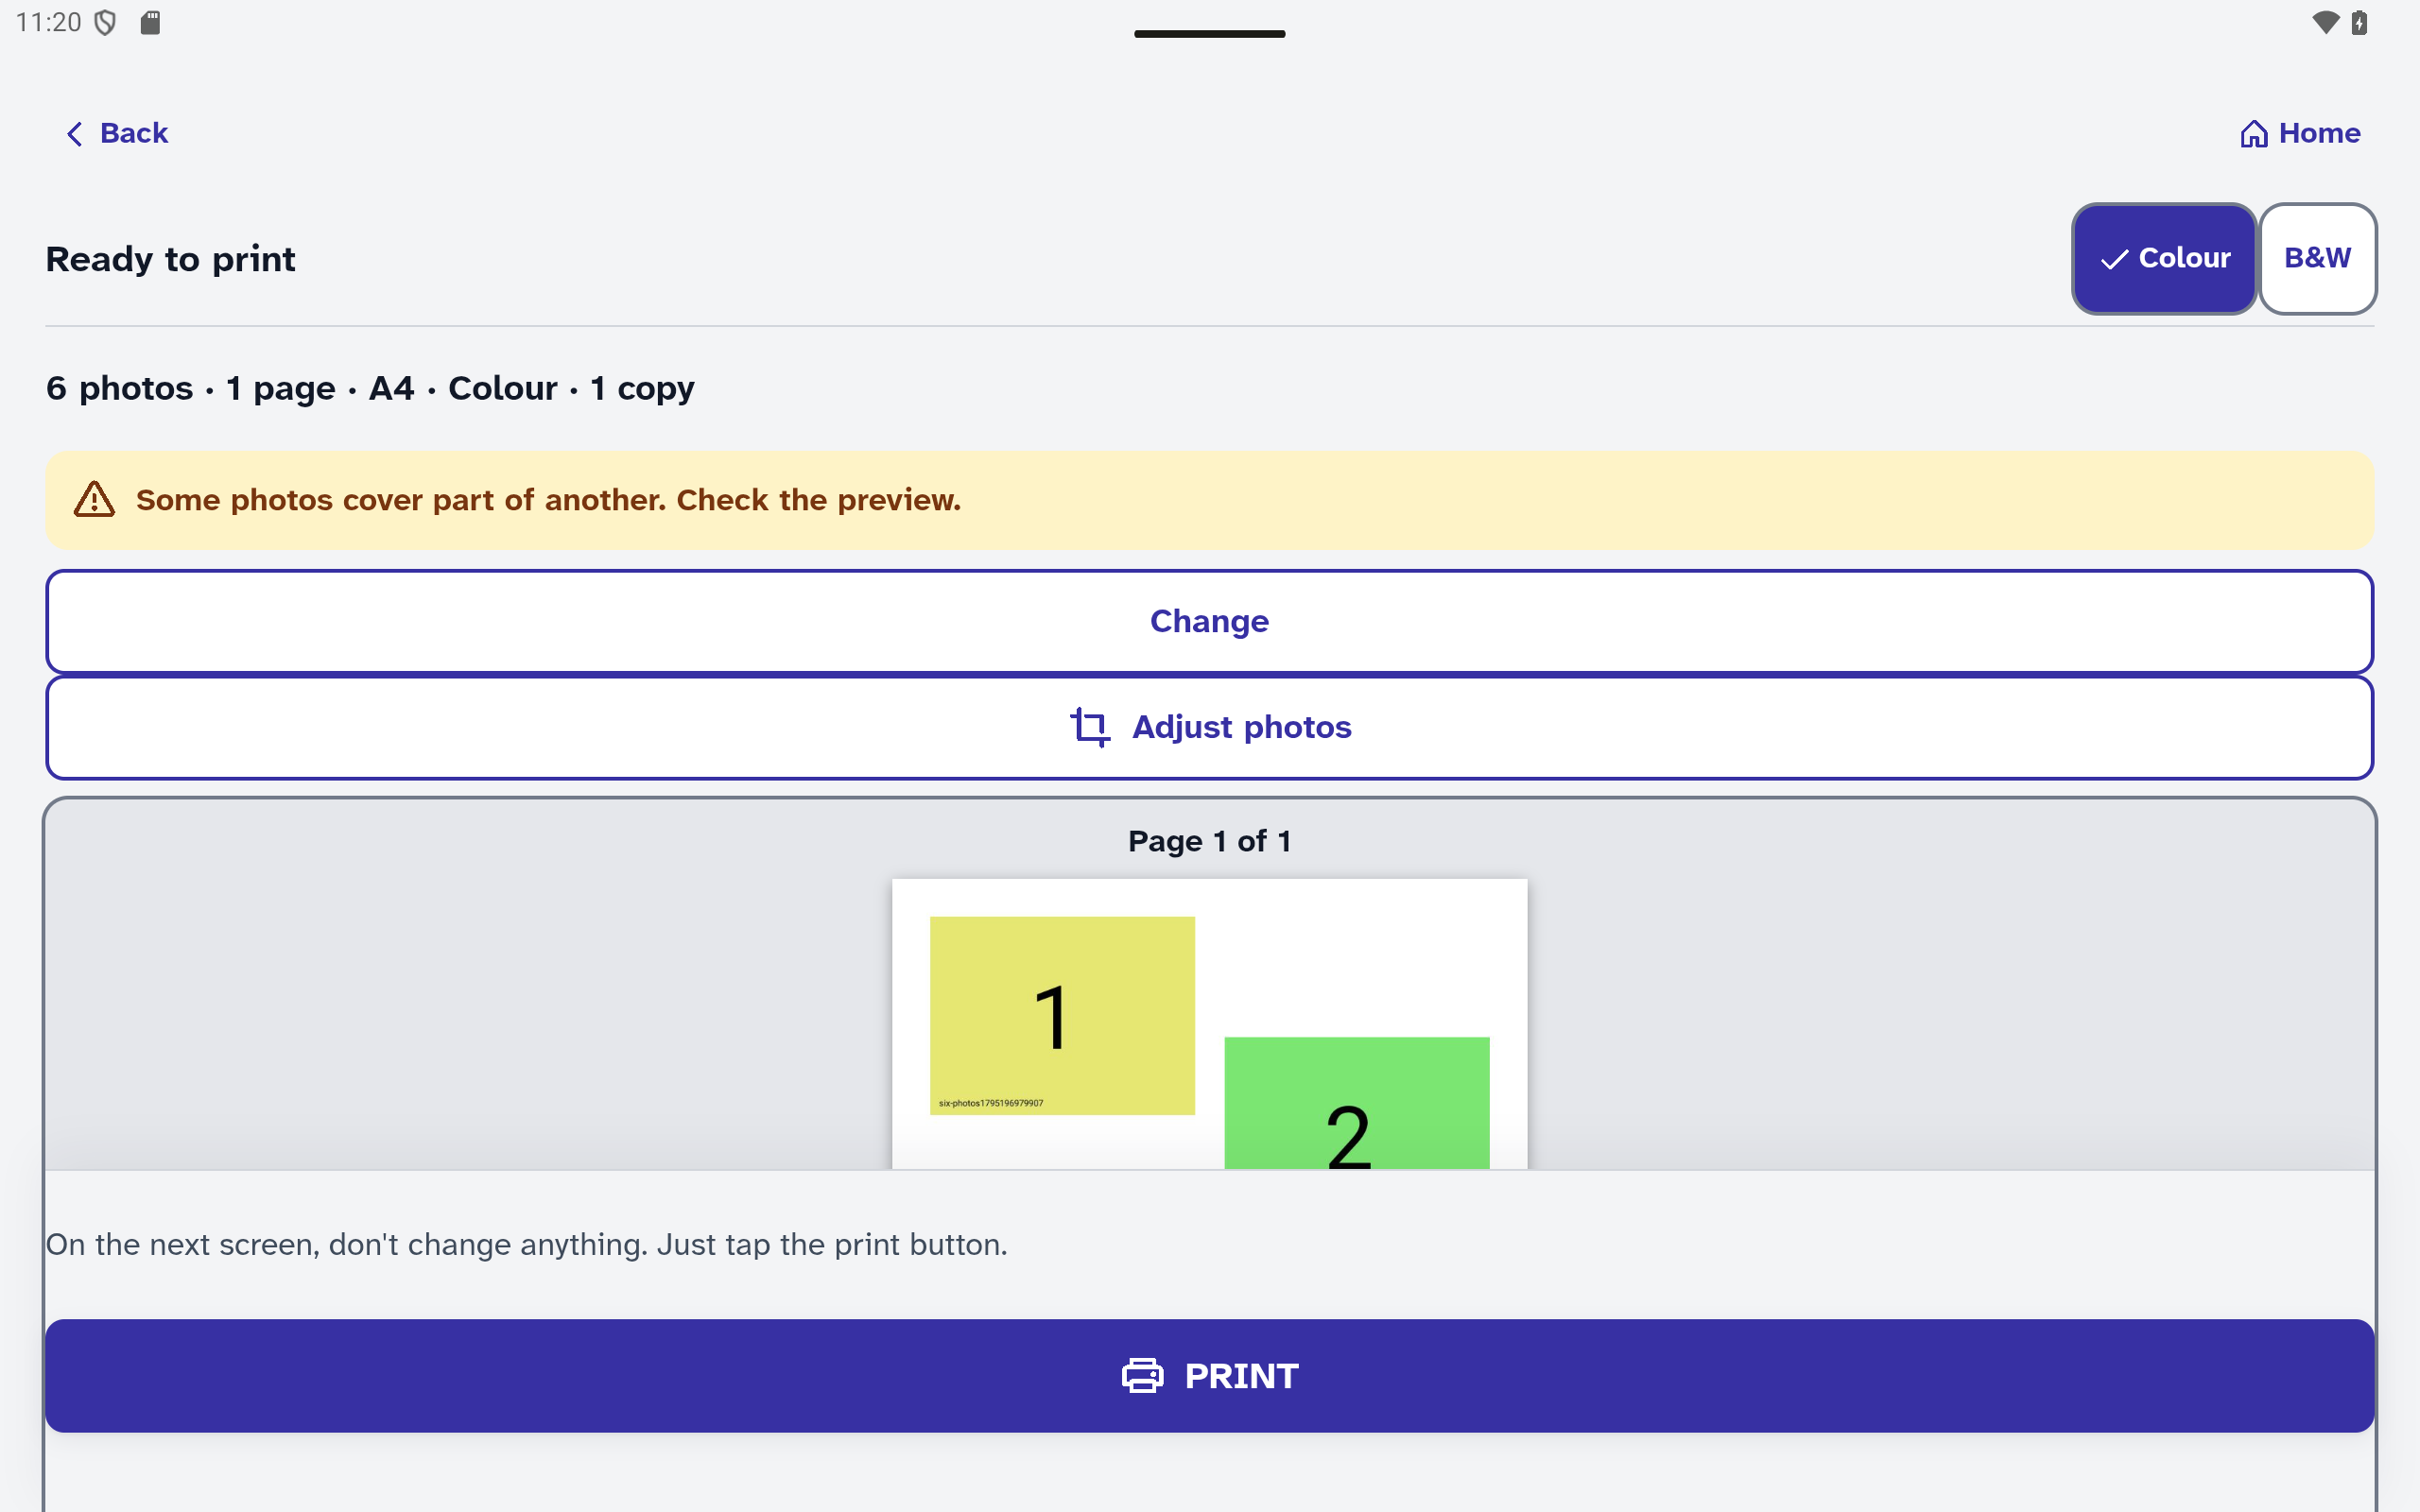 11:20
Back
Home
Ready to print
Colour
B&W
6 photos · 1 page · A4 · Colour · 1 copy
Some photos cover part of another. Check the preview.
Change
Adjust photos
Page 1 of 1
1
six-photos1795196979907
2
On the next screen, don't change anything. Just tap the print button.
PRINT